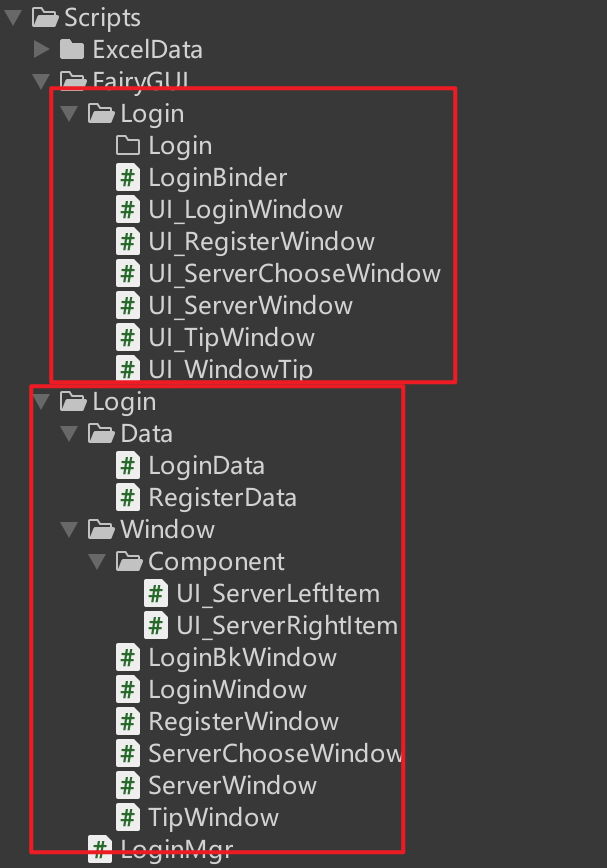 Scripts
ExcelData
FairyGUI
Login
Login
# LoginBinder
# UI_LoginWindow
# UI_RegisterWindow
# UI_ServerChooseWindow
# UI_ServerWindow
# UI_TipWindow
# UI_WindowTip
Login
Data
# LoginData
# RegisterData
Window
Component
# UI_ServerLeftItem
# UI_ServerRightItem
# LoginBkWindow
# LoginWindow
# RegisterWindow
# ServerChooseWindow
# ServerWindow
# TipWindow
# LoginMgr